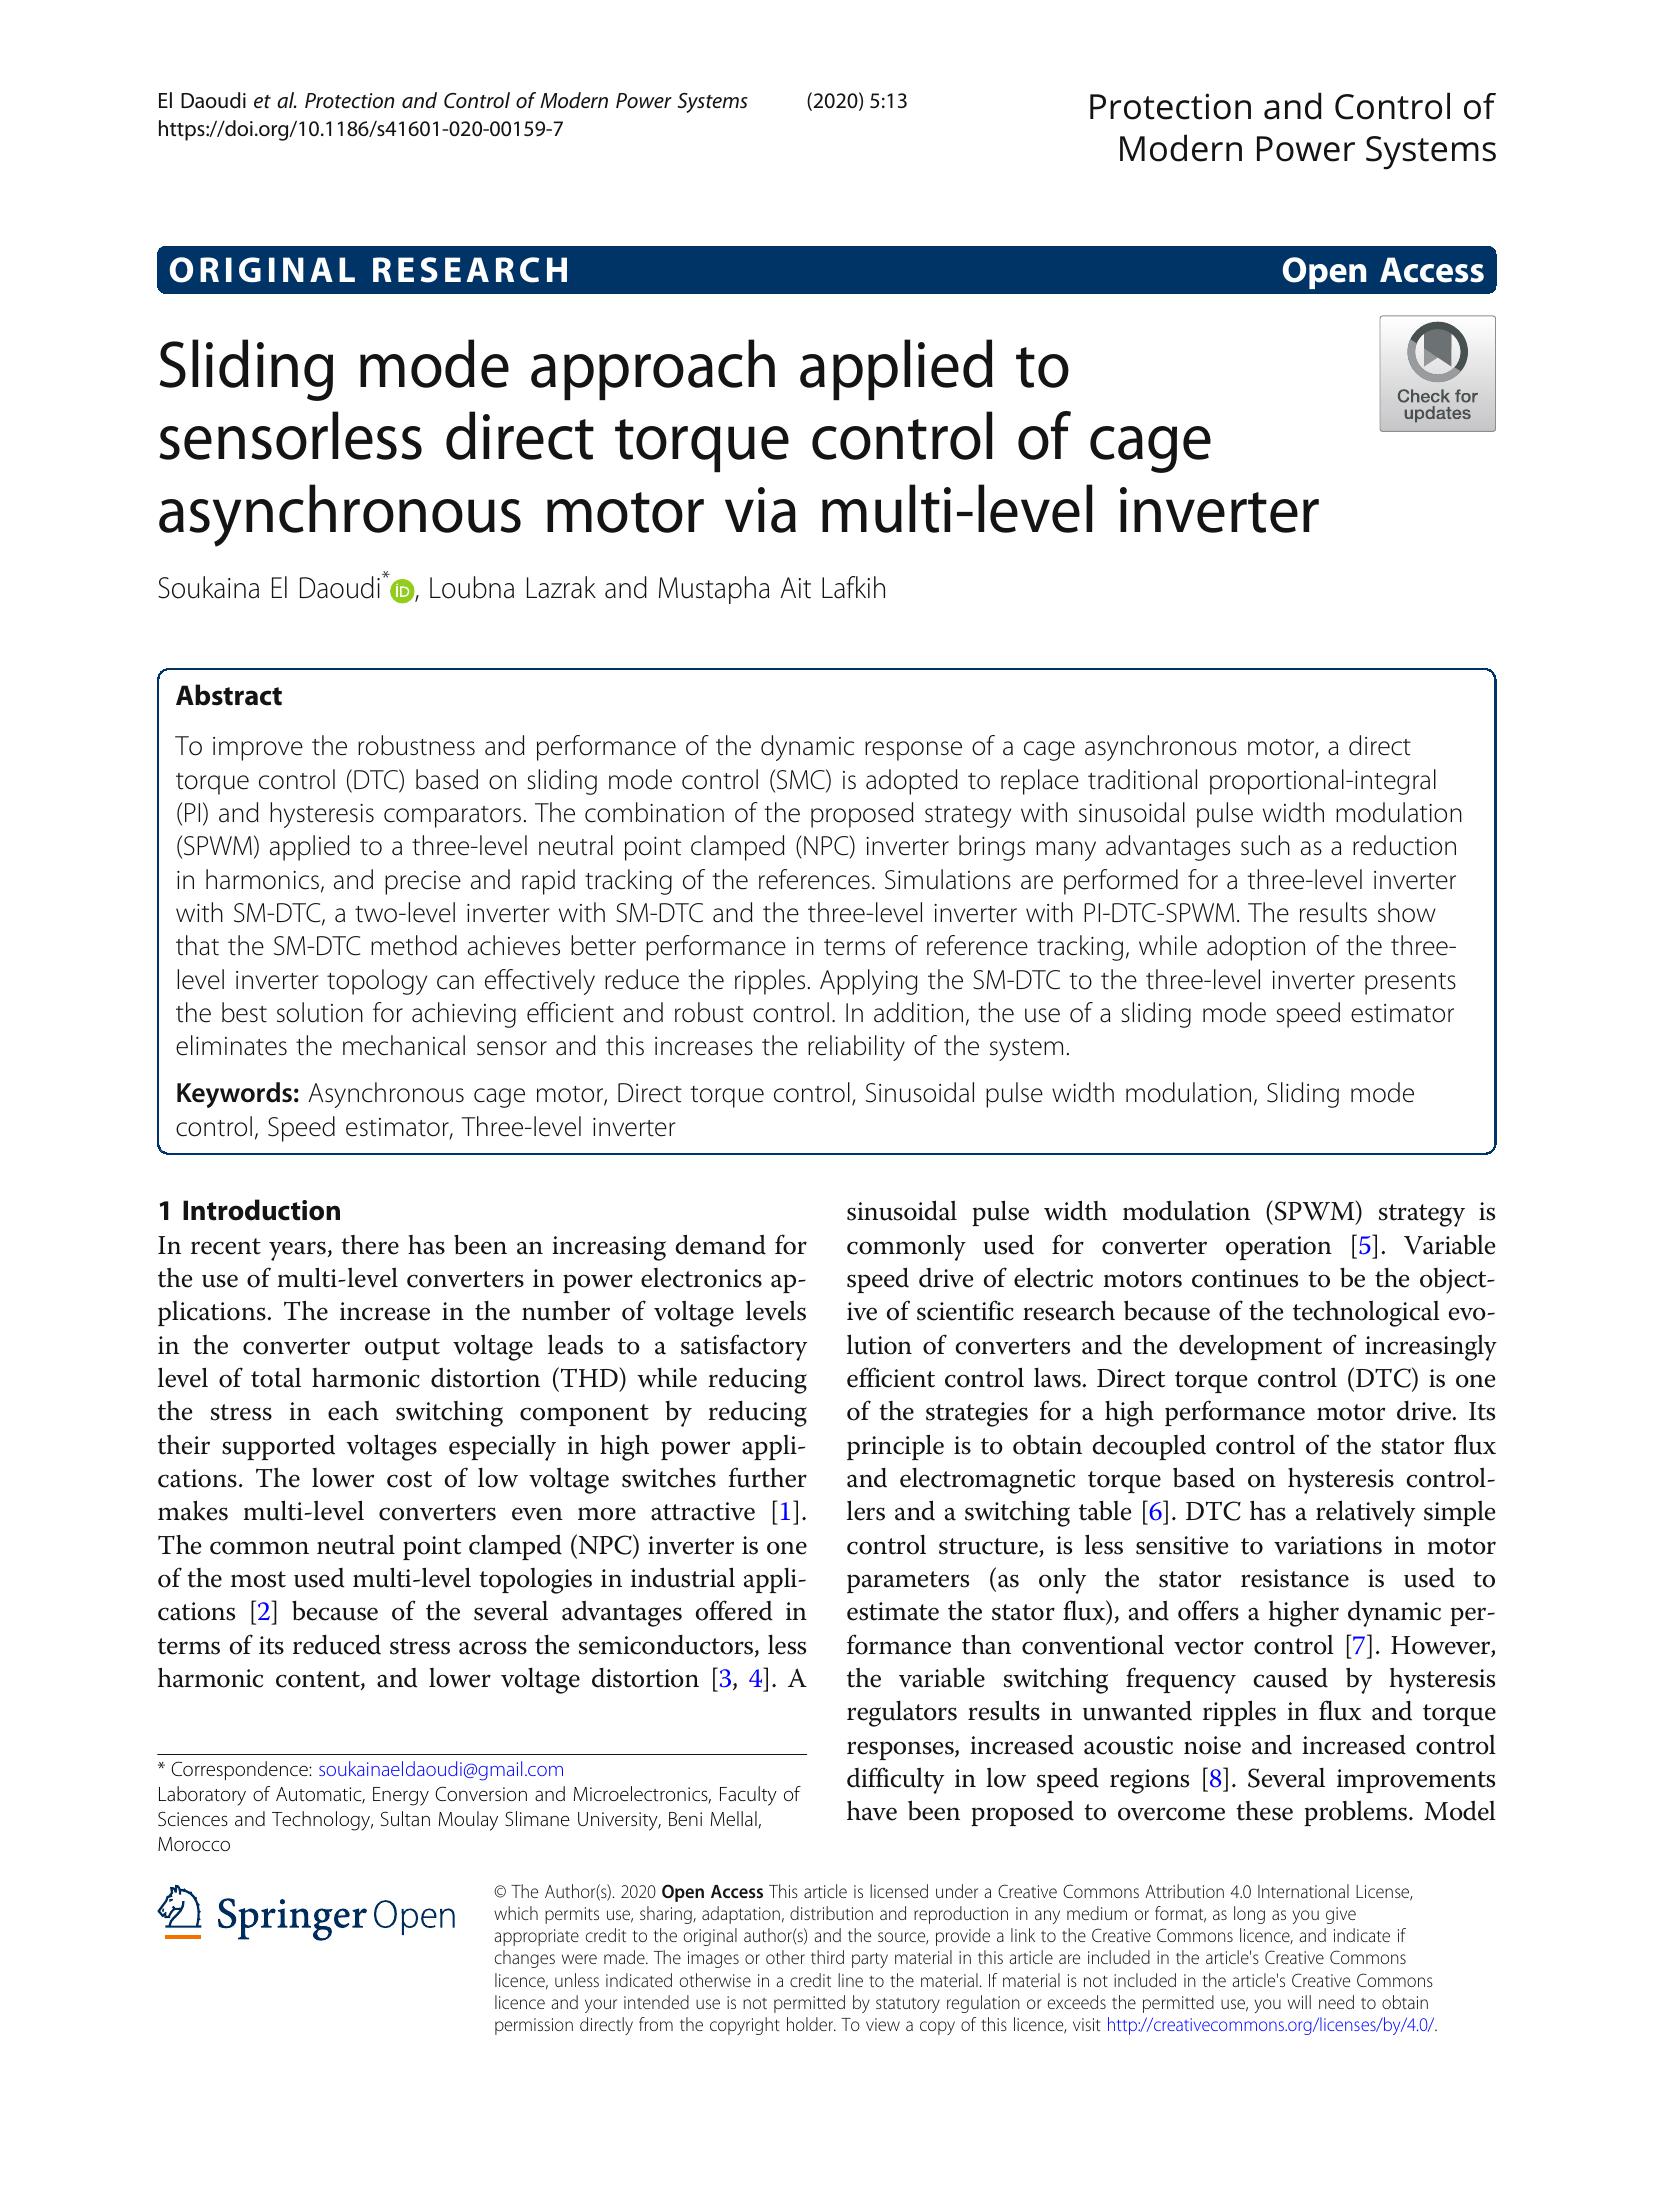 El Daoudi et al. Protection and Control of Modern Power Systems (2020) 5:13
https://doi.org/10.1186/s41601-020-00159-7
Protection and Control of
Modern Power Systems
ORIGINAL RESEARCH Open Access
Check for
updates
Sliding mode approach applied to
sensorless direct torque control of cage
asynchronous motor via multi-level inverter
Soukaina El Daoudi* iD, Loubna Lazrak and Mustapha Ait Lafkih
Abstract
To improve the robustness and performance of the dynamic response of a cage asynchronous motor, a direct
torque control (DTC) based on sliding mode control (SMC) is adopted to replace traditional proportional-integral
(PI) and hysteresis comparators. The combination of the proposed strategy with sinusoidal pulse width modulation
(SPWM) applied to a three-level neutral point clamped (NPC) inverter brings many advantages such as a reduction
in harmonics, and precise and rapid tracking of the references. Simulations are performed for a three-level inverter
with SM-DTC, a two-level inverter with SM-DTC and the three-level inverter with PI-DTC-SPWM. The results show
that the SM-DTC method achieves better performance in terms of reference tracking, while adoption of the three-
level inverter topology can effectively reduce the ripples. Applying the SM-DTC to the three-level inverter presents
the best solution for achieving efficient and robust control. In addition, the use of a sliding mode speed estimator
eliminates the mechanical sensor and this increases the reliability of the system.
Keywords: Asynchronous cage motor, Direct torque control, Sinusoidal pulse width modulation, Sliding mode
control, Speed estimator, Three-level inverter
1 Introduction
In recent years, there has been an increasing demand for
the use of multi-level converters in power electronics ap-
plications. The increase in the number of voltage levels
in the converter output voltage leads to a satisfactory
level of total harmonic distortion (THD) while reducing
the stress in each switching component by reducing
their supported voltages especially in high power appli-
cations. The lower cost of low voltage switches further
makes multi-level converters even more attractive [1].
The common neutral point clamped (NPC) inverter is one
of the most used multi-level topologies in industrial appli-
cations [2] because of the several advantages offered in
terms of its reduced stress across the semiconductors, less
harmonic content, and lower voltage distortion [3, 4]. A
sinusoidal pulse width modulation (SPWM) strategy is
commonly used for converter operation [5]. Variable
speed drive of electric motors continues to be the object-
ive of scientific research because of the technological evo-
lution of converters and the development of increasingly
efficient control laws. Direct torque control (DTC) is one
of the strategies for a high performance motor drive. Its
principle is to obtain decoupled control of the stator flux
and electromagnetic torque based on hysteresis control-
lers and a switching table [6]. DTC has a relatively simple
control structure, is less sensitive to variations in motor
parameters (as only the stator resistance is used to
estimate the stator flux), and offers a higher dynamic per-
formance than conventional vector control [7]. However,
the variable switching frequency caused by hysteresis
regulators results in unwanted ripples in flux and torque
responses, increased acoustic noise and increased control
difficulty in low speed regions [8]. Several improvements
have been proposed to overcome these problems. Model
* Correspondence: soukainaeldaoudi@gmail.com
Laboratory of Automatic, Energy Conversion and Microelectronics, Faculty of
Sciences and Technology, Sultan Moulay Slimane University, Beni Mellal,
Morocco
Springer Open
© The Author(s). 2020 Open Access This article is licensed under a Creative Commons Attribution 4.0 International License,
which permits use, sharing, adaptation, distribution and reproduction in any medium or format, as long as you give
appropriate credit to the original author(s) and the source, provide a link to the Creative Commons licence, and indicate if
changes were made. The images or other third party material in this article are included in the article's Creative Commons
licence, unless indicated otherwise in a credit line to the material. If material is not included in the article's Creative Commons
licence and your intended use is not permitted by statutory regulation or exceeds the permitted use, you will need to obtain
permission directly from the copyright holder. To view a copy of this licence, visit http://creativecommons.org/licenses/by/4.0/.